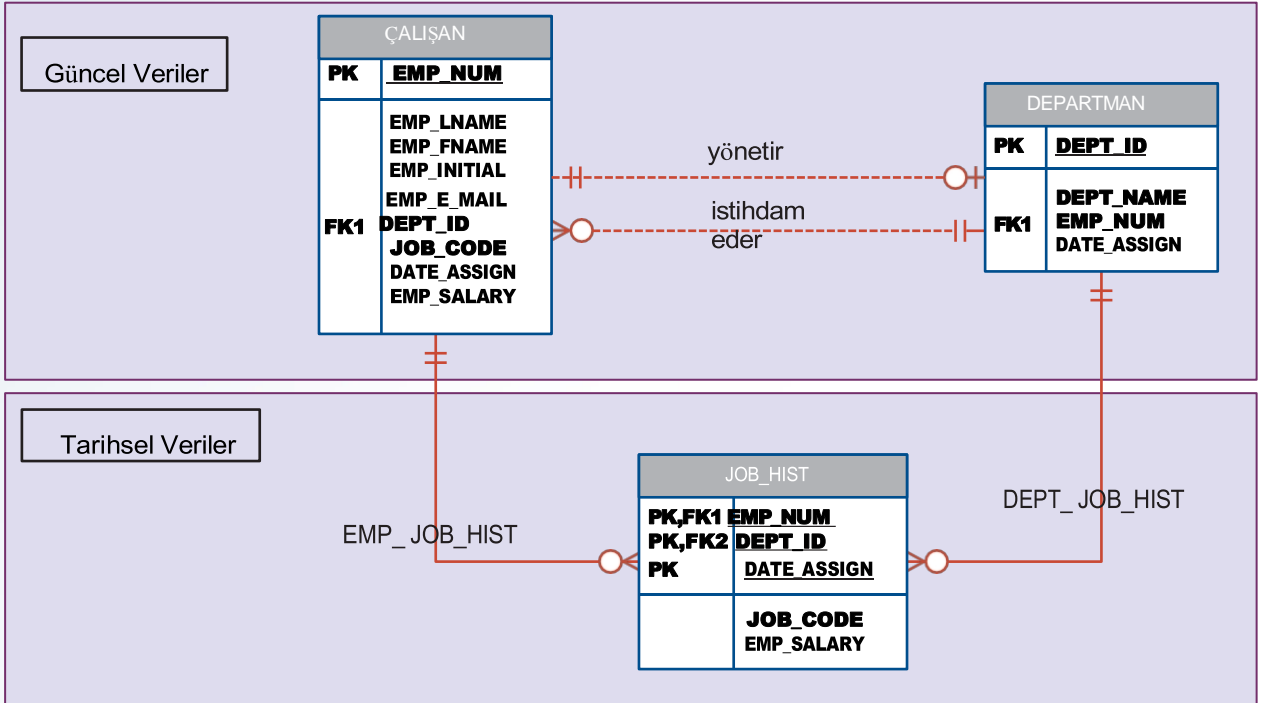 Güncel Veriler
ÇALIŞAN
PK EMP_NUM
EMP_LNAME
EMP_FNAME
EMP_INITIAL
EMP_E_MAIL
FK1 DEPT_ID
JOB_CODE
DATE_ASSIGN
EMP_SALARY
yönetir
istihdam
eder
DEPARTMAN
PK DEPT_ID
DEPT_NAME
FK1 EMP_NUM
DATE_ASSIGN
Tarihsel Veriler
EMP_ JOB_HIST
JOB_HIST
PK,FK1 EMP_NUM
PK,FK2 DEPT_ID
PK DATE_ASSIGN
JOB_CODE
EMP_SALARY
DEPT_ JOB_HIST